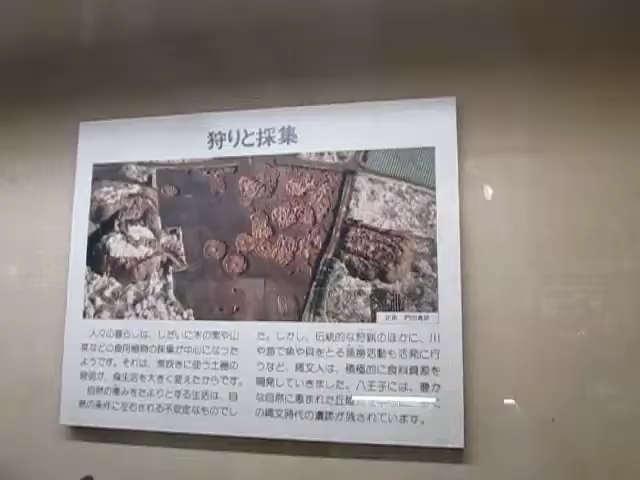 狩りと採集
人々の暮らしは、しだいに木の実や山
菜などの食用植物の採集が中心になった
ようです。それは、煮炊きに使う土器の
発明が、食生活を大きく変えたからです。
自然の恵みをたよりとする生活は、自
然の条件に左右される不安定なものでし
た。しかし、伝統的な狩猟のほかに、川
や海で魚や貝をとる漁撈活動も活発に行
うなど、縄文人は、積極的に食料資源を
開発していきました。八王子には、豊か
な自然に恵まれた丘陵
の縄文時代の遺跡が残されています。